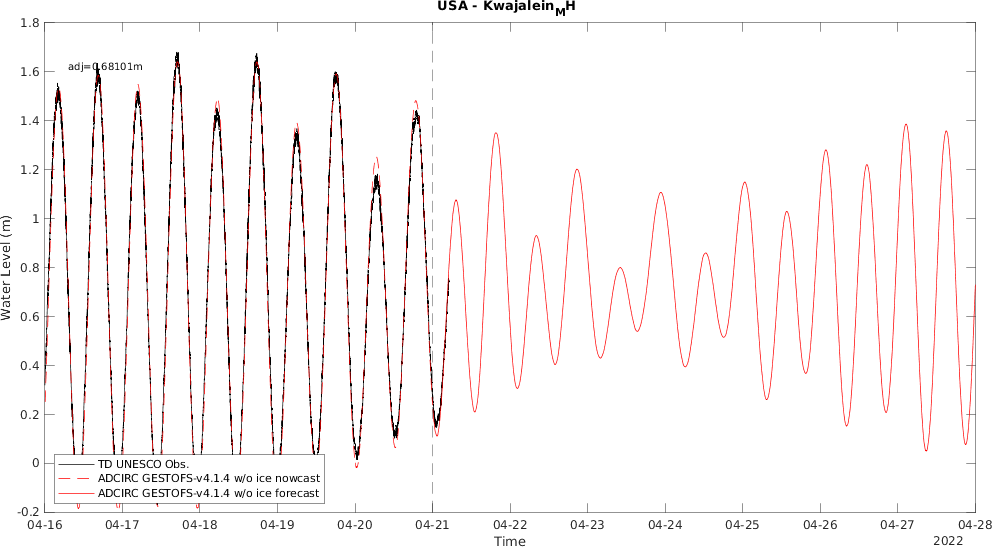 USA - Kwajalein_MH
1.8
1.6
1.4
1.2
1
0.8
0.6
0.4
0.2
0
-0.2
Water Level (m)
adj=0.68101m
TD UNESCO Obs.
ADCIRC GESTOFS-v4.1.4 w/o ice nowcast
ADCIRC GESTOFS-v4.1.4 w/o ice forecast
04-16 04-17 04-18 04-19 04-20 04-21 04-22 04-23 04-24 04-25 04-26 04-27 04-28
Time
2022